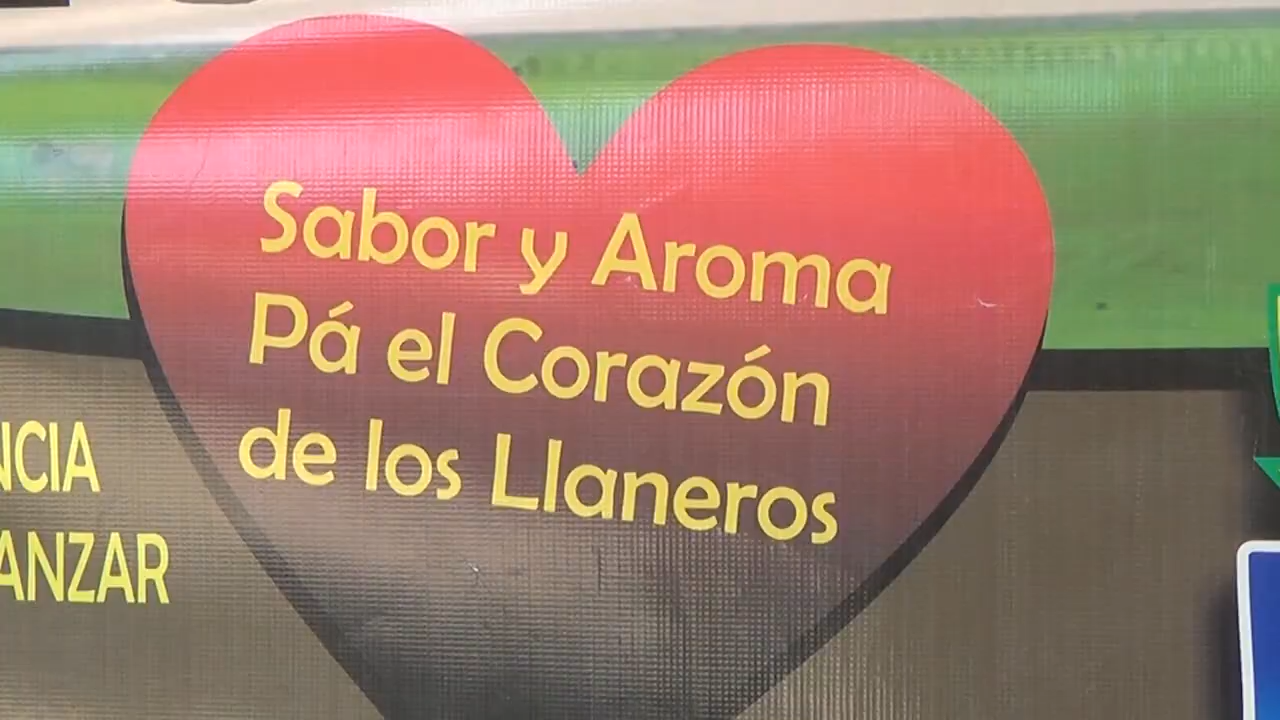 Sabor y Aroma
Pá el Corazón
de los Llaneros
NCIA
ANZAR